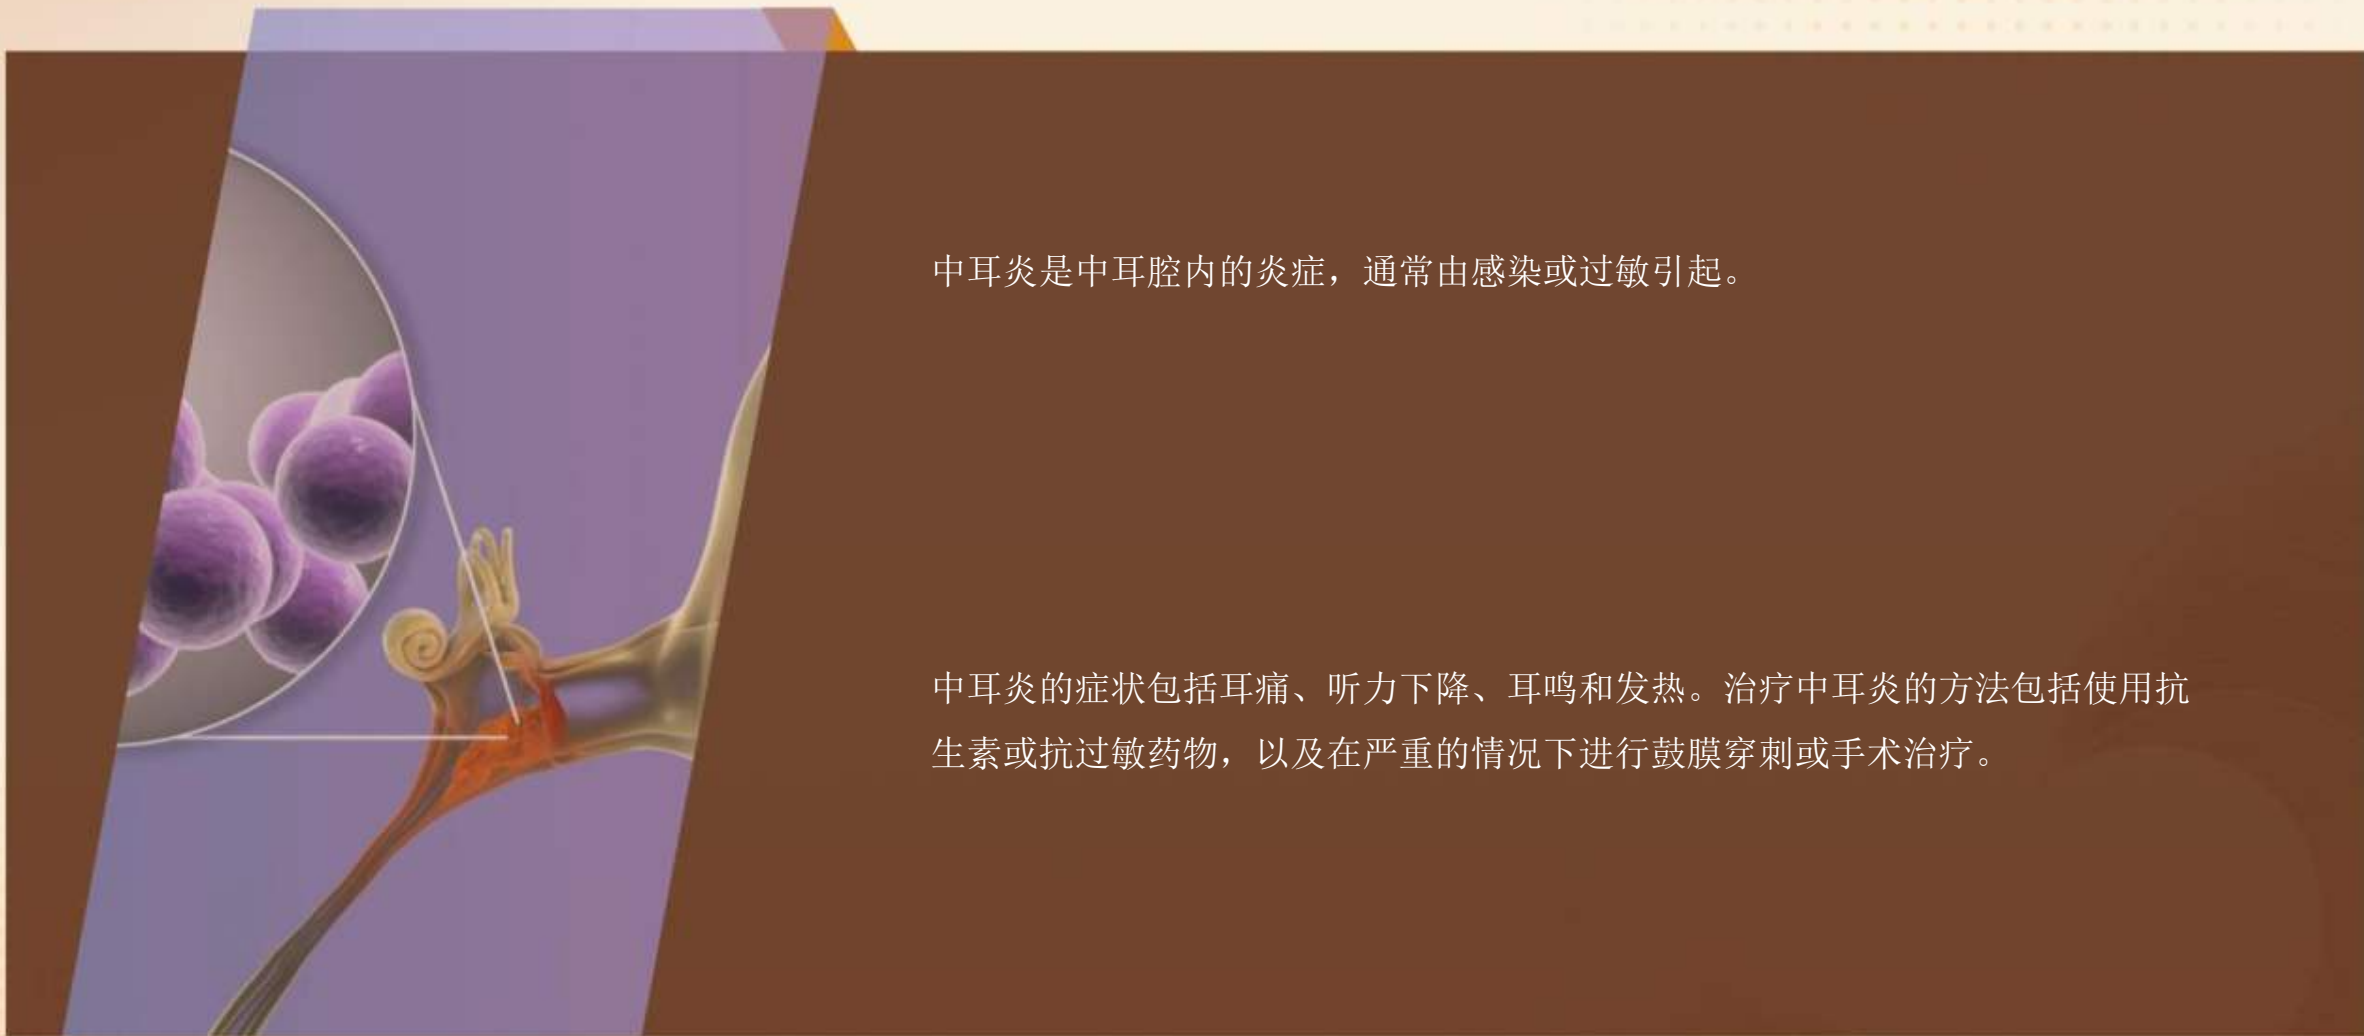 中耳炎是中耳腔内的炎症，通常由感染或过敏引起。
中耳炎的症状包括耳痛、听力下降、耳鸣和发热。治疗中耳炎的方法包括使用抗
生素或抗过敏药物，以及在严重的情况下进行鼓膜穿刺或手术治疗。